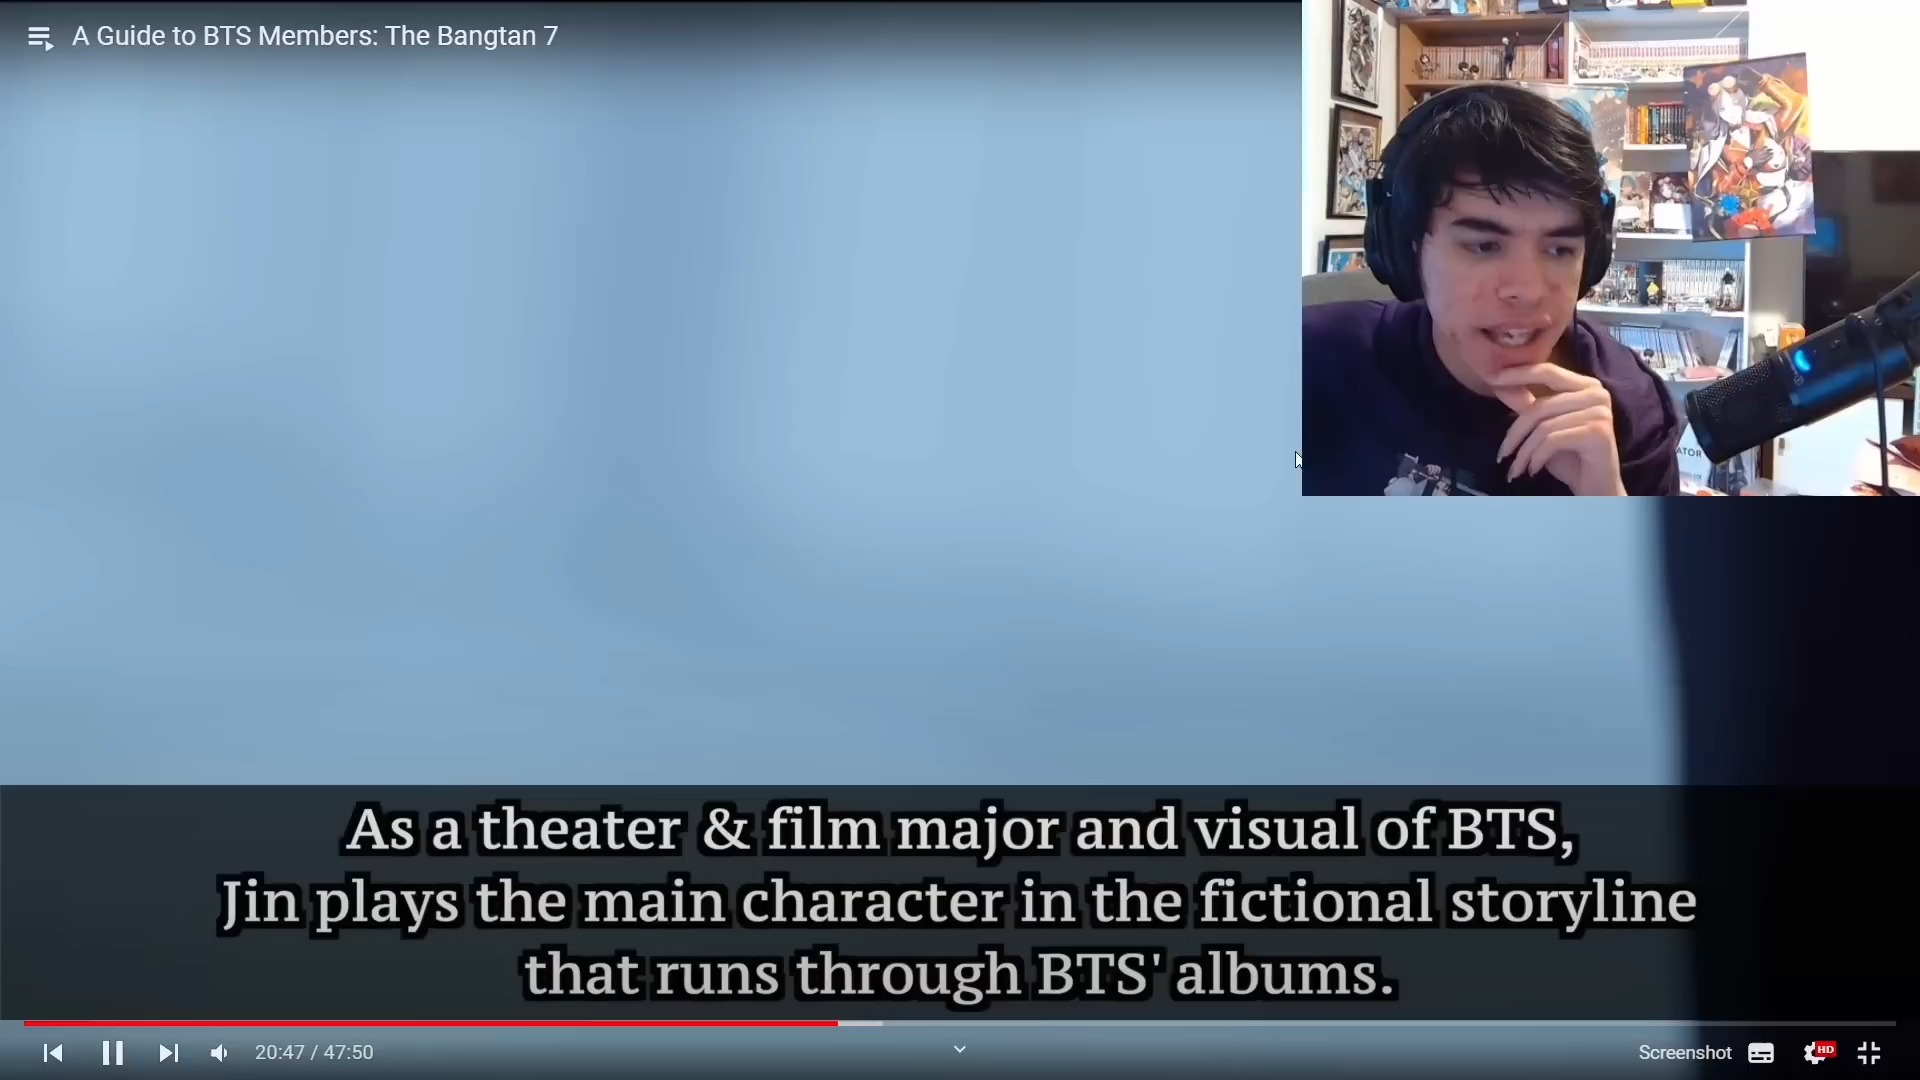 A Guide to BTS Members: The Bangtan 7
ATOR
As a theater & film major and visual of BTS,
Jin plays the main character in the fictional storyline
that runs through BTS' albums.
20:47 / 47:50
Screenshot
HD